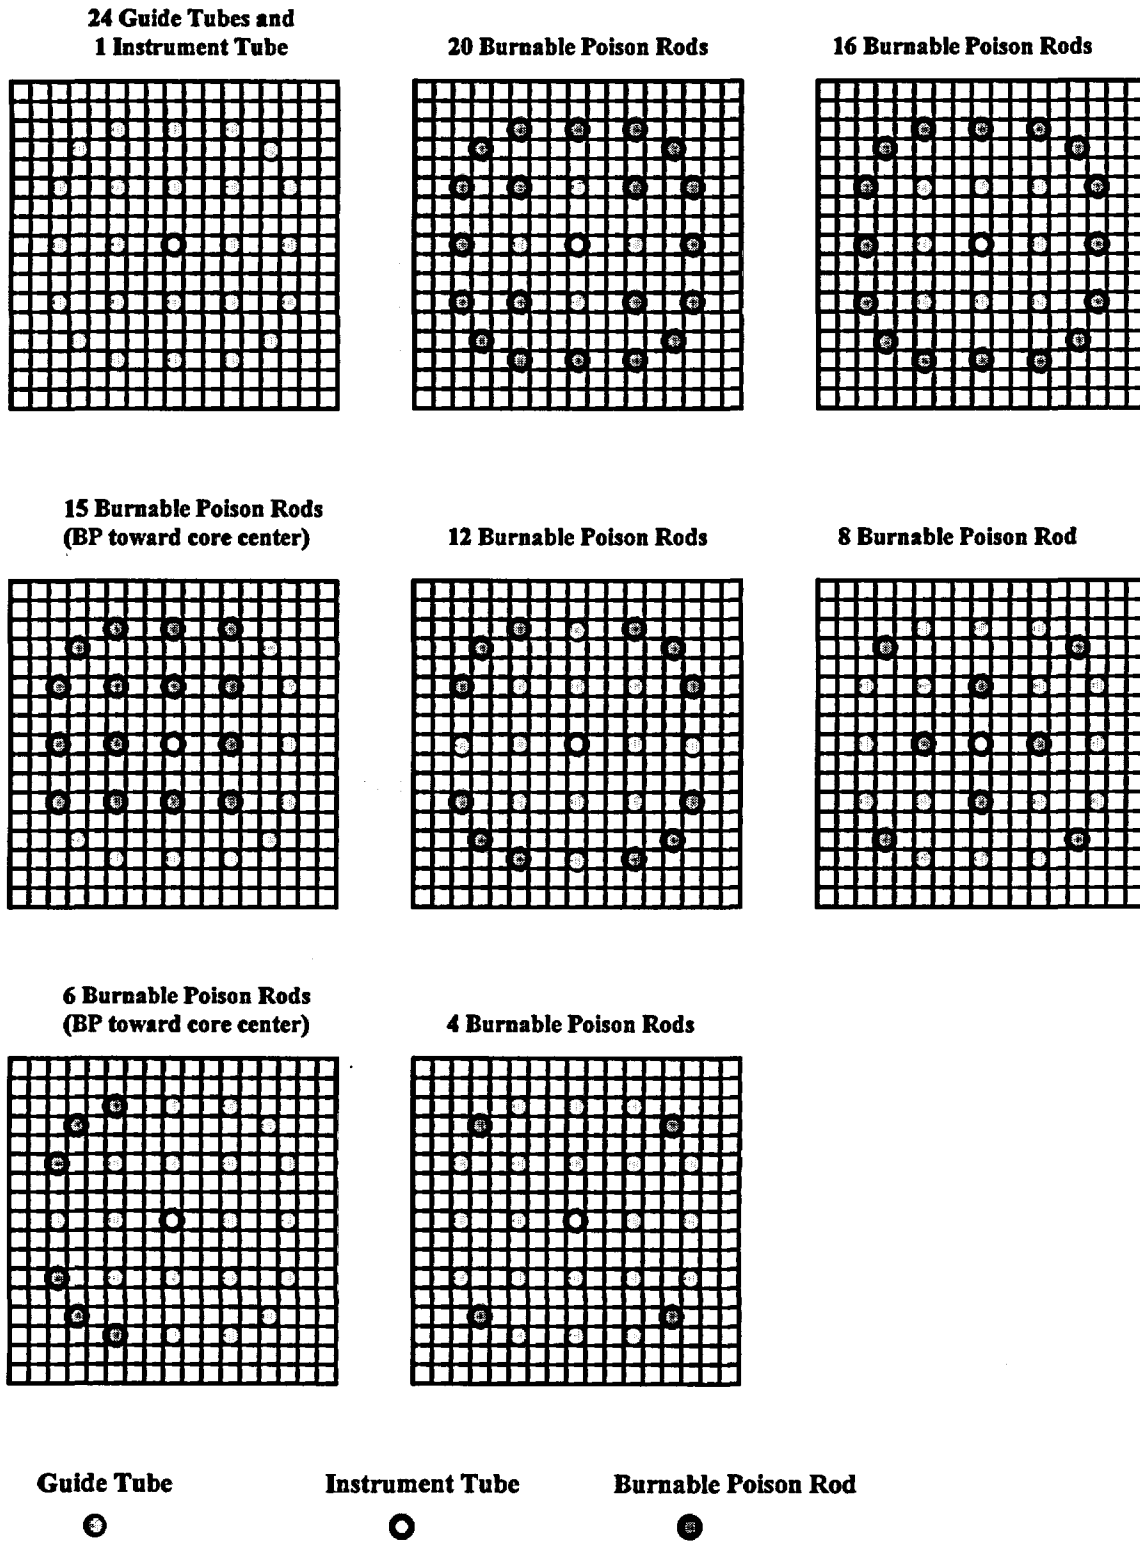 24 Guide Tubes and
1 Instrument Tube
20 Burnable Poison Rods
16 Burnable Poison Rods
15 Burnable Poison Rods
(BP toward core center)
12 Burnable Poison Rods
8 Burnable Poison Rod
6 Burnable Poison Rods
(BP toward core center)
4 Burnable Poison Rods
Guide Tube
Instrument Tube
Burnable Poison Rod